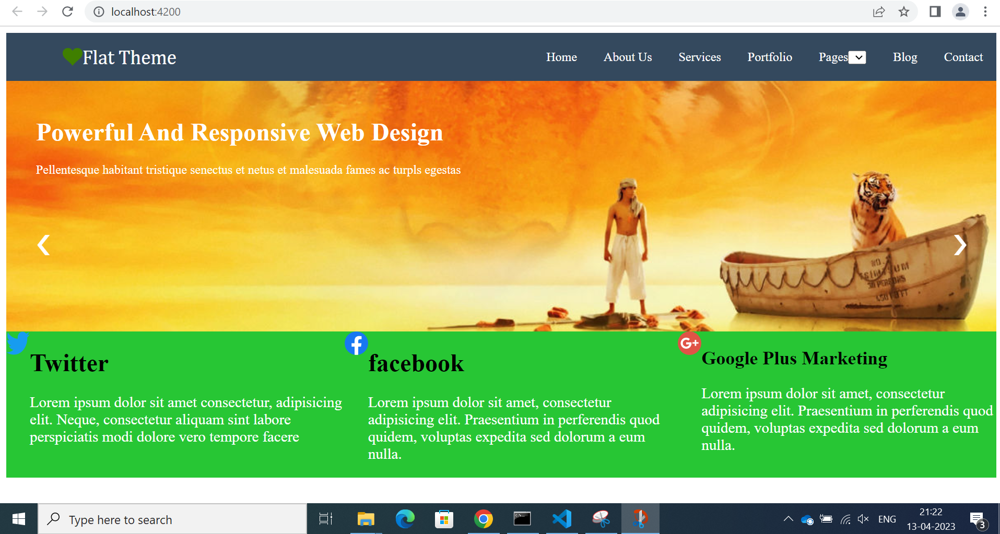 localhost:4200
Flat Theme
Home About Us Services Portfolio Pages Blog Contact
Powerful And Responsive Web Design
Pellentesque habitant tristique senectus et netus et malesuada fames ac turpls egestas
NO.
30 PERSONS
Twitter
Lorem ipsum dolor sit amet consectetur, adipisicing
elit. Neque, consectetur aliquam sint labore
perspiciatis modi dolore vero tempore facere
facebook
Lorem ipsum dolor sit amet, consectetur
adipisicing elit. Praesentium in perferendis quod
quidem, voluptas expedita sed dolorum a eum
nulla.
G+
Google Plus Marketing
Lorem ipsum dolor sit amet, consectetur
adipisicing elit. Praesentium in perferendis quod
quidem, voluptas expedita sed dolorum a eum
nulla.
Type here to search
ENG
21:22
13-04-2023
3